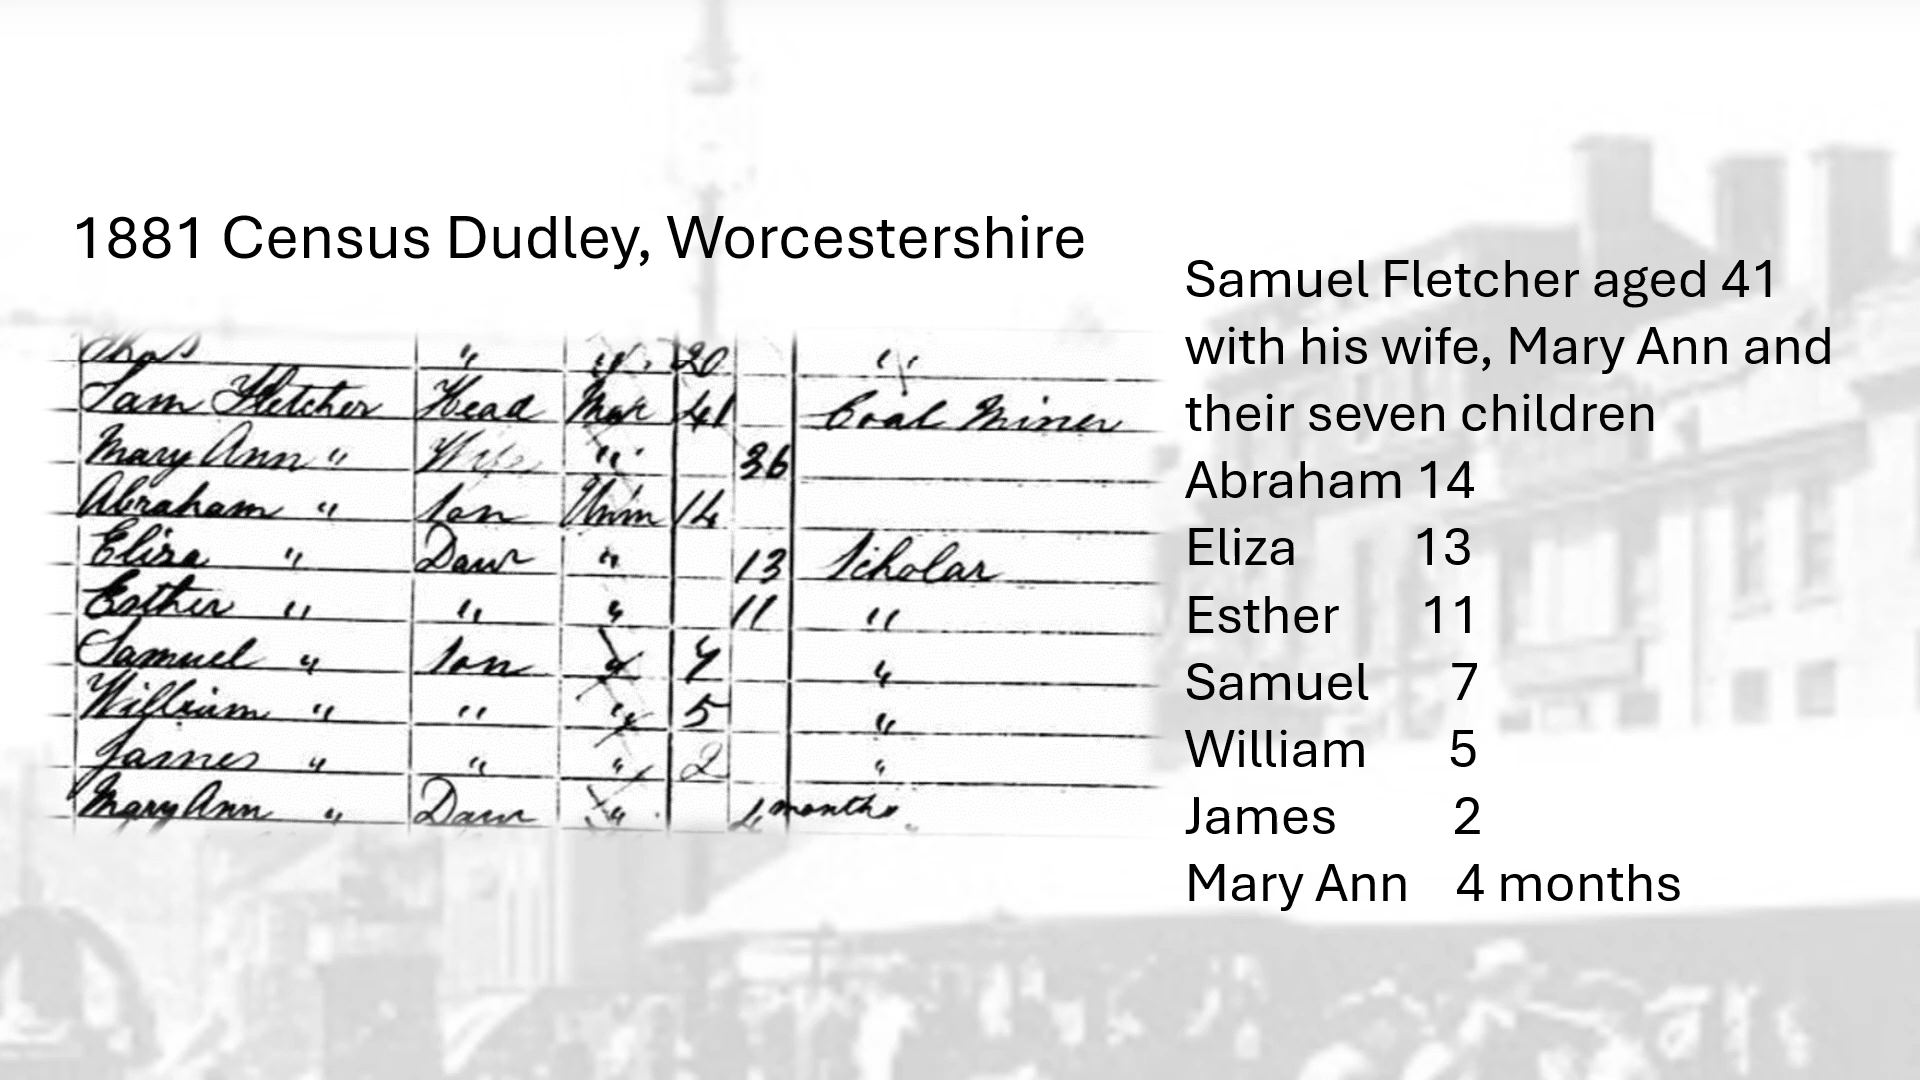 1881 Census Dudley, Worcestershire
Thos " " 20 "
Sam Fletcher Head Mar 41 Coal Miner
Mary Ann " Wife " 36
Abraham " Son Unm 14
Eliza " Daur " 13 Scholar
Esther " " " 11 "
Samuel " Son " 7 "
William " " " 5 "
James " " " 2 "
Mary Ann " Daur " 4 months
Samuel Fletcher aged 41
with his wife, Mary Ann and
their seven children
Abraham 14
Eliza 13
Esther 11
Samuel 7
William 5
James 2
Mary Ann 4 months